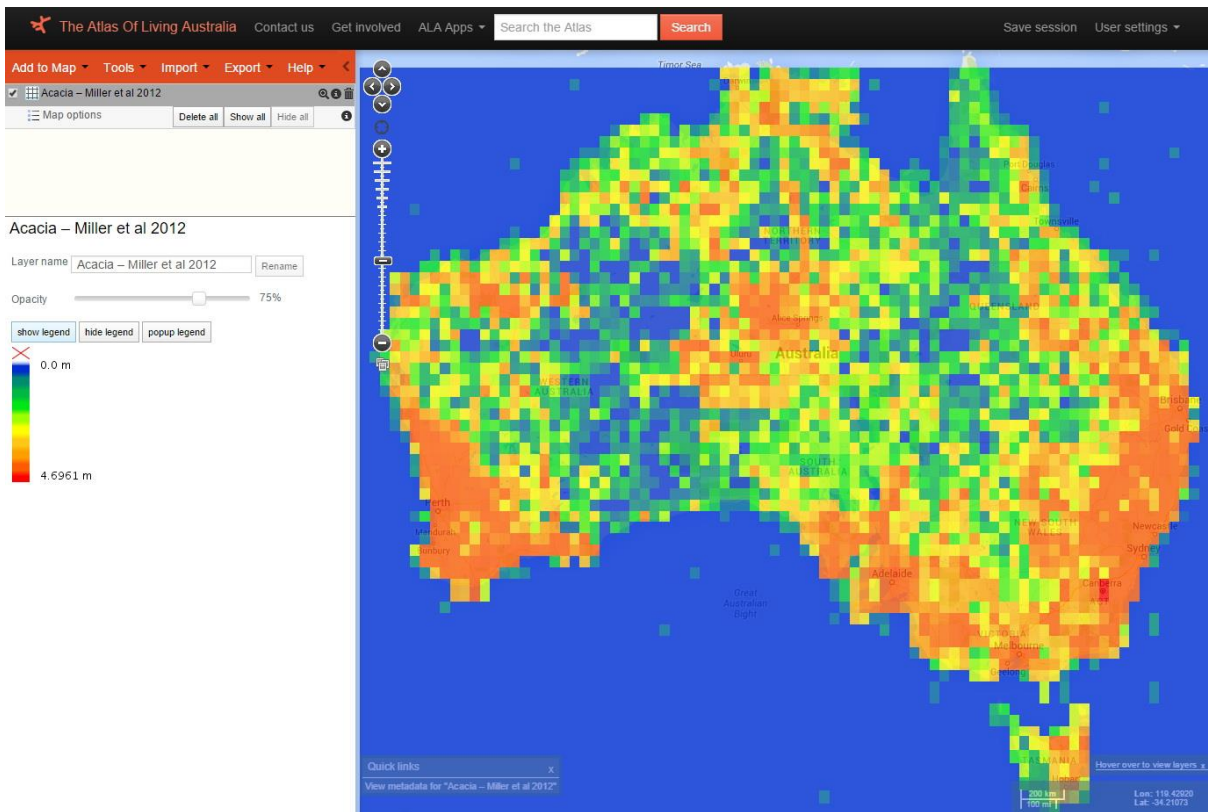 The Atlas Of Living Australia Contact us Get involved ALA Apps Search the Atlas Search Save session User settings
Add to Map Tools Import Export Help
Acacia – Miller et al 2012
Map options Delete all Show all Hide all
Acacia – Miller et al 2012
Layer name Acacia – Miller et al 2012 Rename
Opacity 75%
show legend hide legend popup legend
0.0 m
4.6961 m
Timor Sea
Port Douglas
Cairns
Townsville
NORTHERN
TERRITORY
QUEENSLAND
Alice Springs
Uluru
Australia
WESTERN
AUSTRALIA
Brisbane
Gold Coas
SOUTH
AUSTRALIA
Perth
Mandurah
Bunbury
NEW SOUTH
WALES
Newcastle
Sydney
Adelaide
Canberra
ACT
Great
Australian
Bight
VICTORIA
Melbourne
Geelong
TASMANIA
Hobart
Quick links x
View metadata for "Acacia – Miller et al 2012"
Hover over to view layers x
200 km
100 mi
Lon: 119.42920
Lat: -34.21073